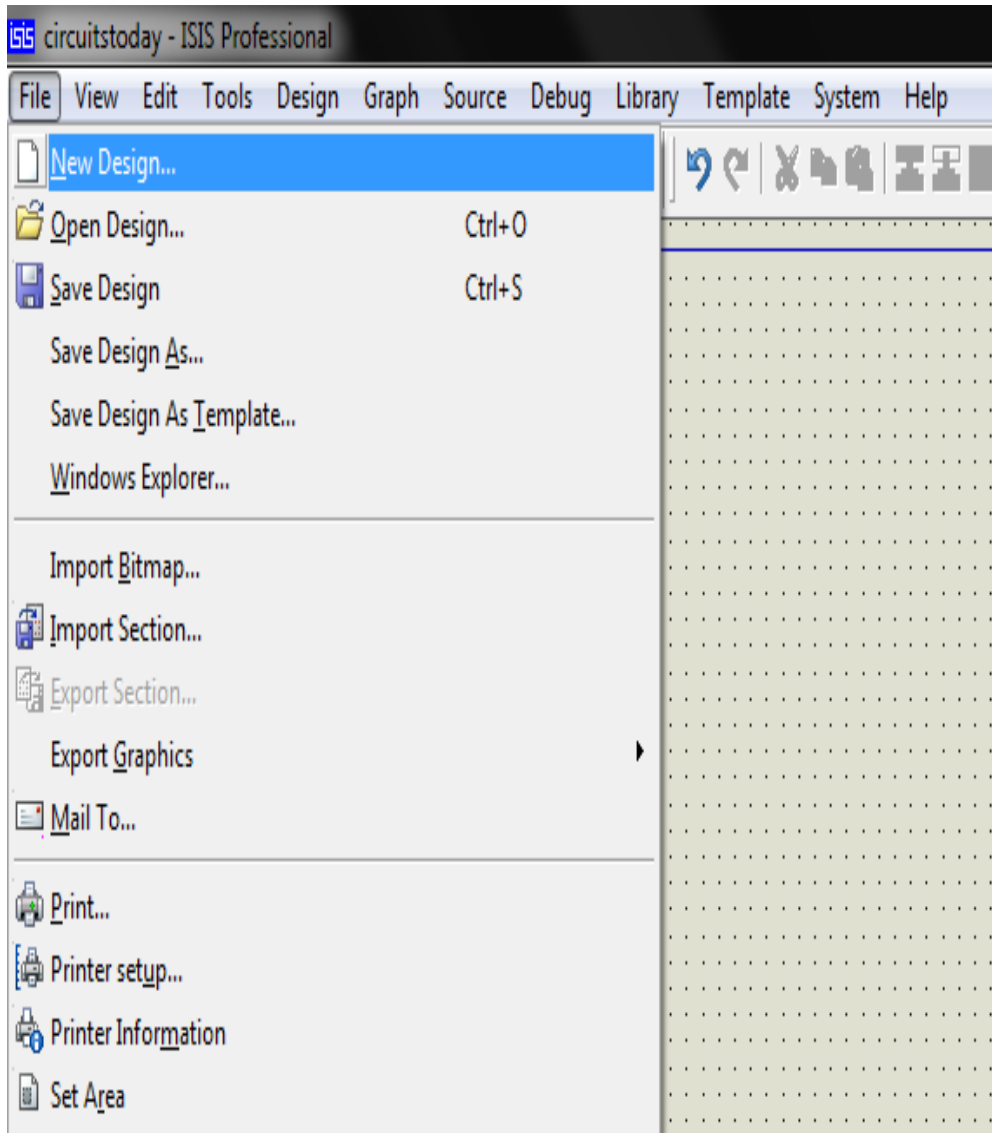 isis circuitstoday - ISIS Professional
File View Edit Tools Design Graph Source Debug Library Template System Help
New Design...
Open Design... Ctrl+O
Save Design Ctrl+S
Save Design As...
Save Design As Template...
Windows Explorer...
Import Bitmap...
Import Section...
Export Section...
Export Graphics
Mail To...
Print...
Printer setup...
Printer Information
Set Area